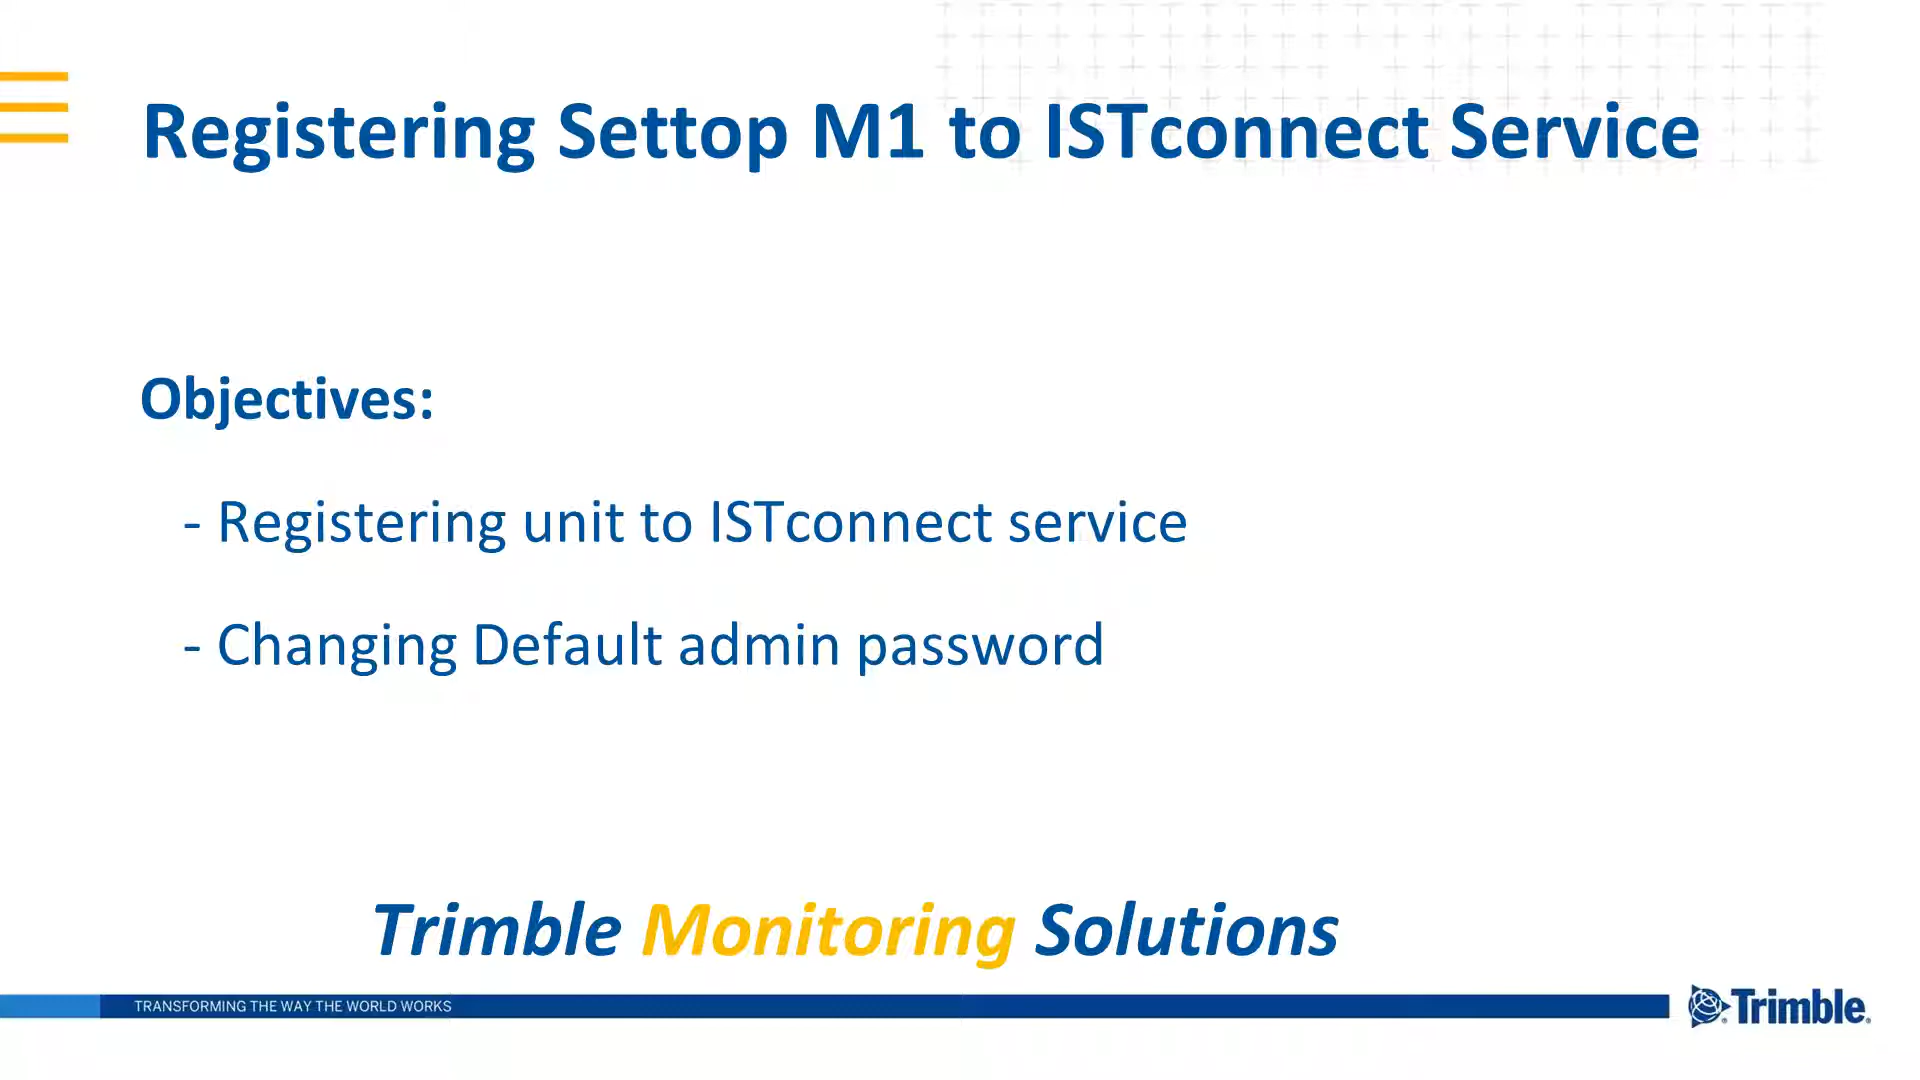 Registering Settop M1 to ISTconnect Service
Objectives:
- Registering unit to ISTconnect service
- Changing Default admin password
Trimble Monitoring Solutions
TRANSFORMING THE WAY THE WORLD WORKS
Trimble